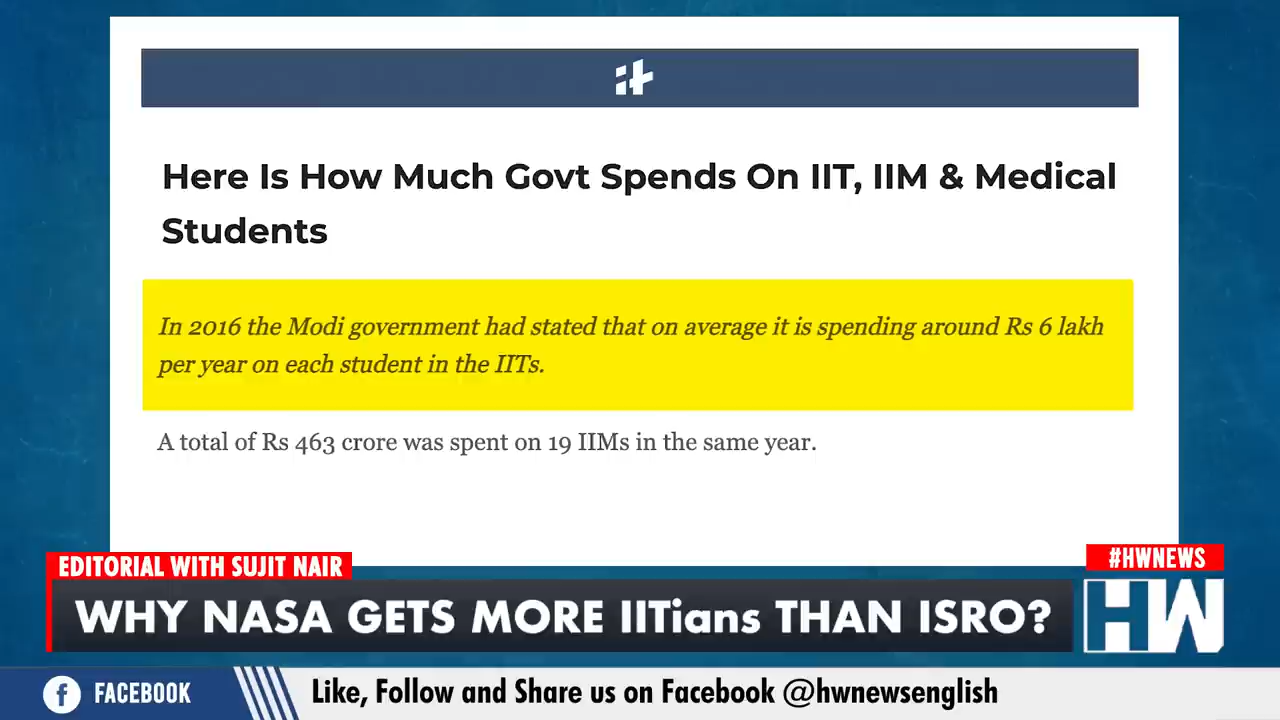 it
Here Is How Much Govt Spends On IIT, IIM & Medical
Students
In 2016 the Modi government had stated that on average it is spending around Rs 6 lakh
per year on each student in the IITs.
A total of Rs 463 crore was spent on 19 IIMs in the same year.
EDITORIAL WITH SUJIT NAIR
#HWNEWS
WHY NASA GETS MORE IITians THAN ISRO?
HW
f FACEBOOK
Like, Follow and Share us on Facebook @hwnewsenglish